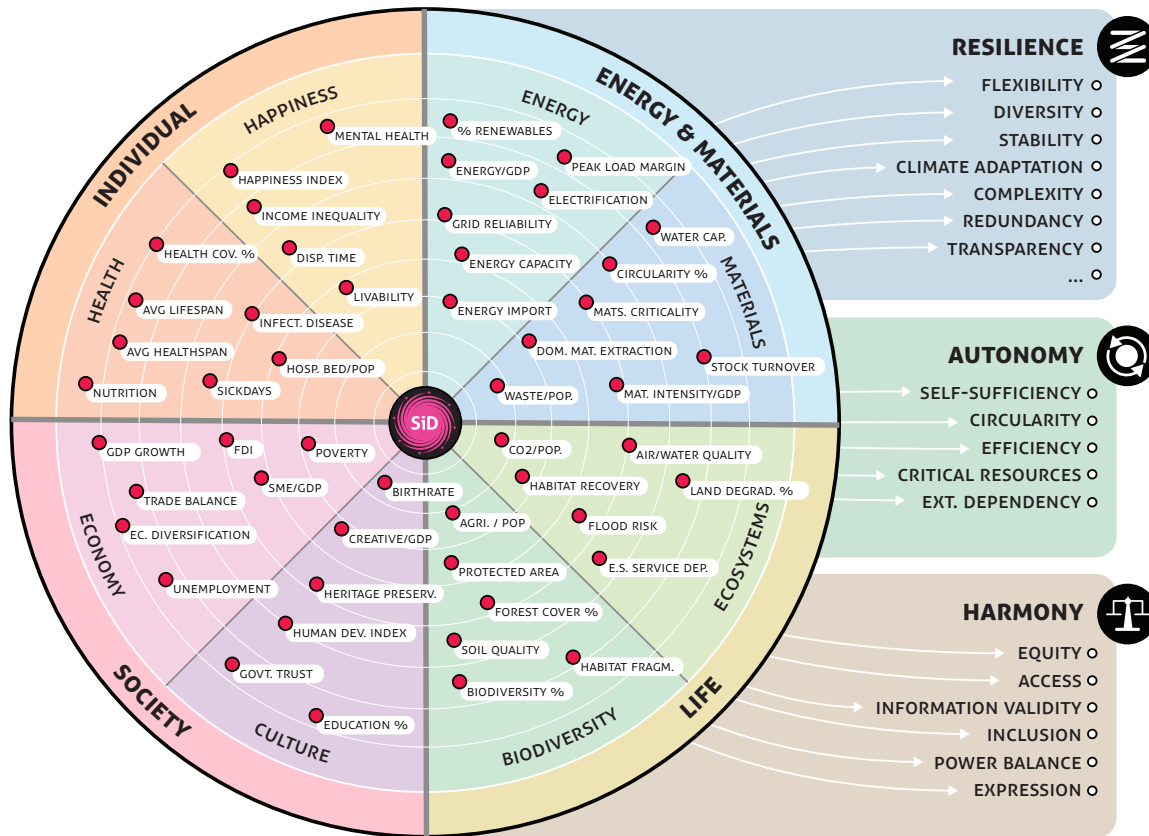 INDIVIDUAL
HAPPINESS
MENTAL HEALTH
HAPPINESS INDEX
INCOME INEQUALITY
DISP. TIME
LIVABILITY
HEALTH
HEALTH COV. %
AVG LIFESPAN
INFECT. DISEASE
AVG HEALTHSPAN
HOSP. BED/POP
NUTRITION
SICKDAYS
ENERGY & MATERIALS
ENERGY
% RENEWABLES
PEAK LOAD MARGIN
ENERGY/GDP
ELECTRIFICATION
GRID RELIABILITY
ENERGY CAPACITY
ENERGY IMPORT
MATERIALS
WATER CAP.
CIRCULARITY %
MATS. CRITICALITY
DOM. MAT. EXTRACTION
STOCK TURNOVER
WASTE/POP.
MAT. INTENSITY/GDP
SiD
SOCIETY
ECONOMY
GDP GROWTH
FDI
POVERTY
SME/GDP
TRADE BALANCE
EC. DIVERSIFICATION
UNEMPLOYMENT
CULTURE
BIRTHRATE
CREATIVE/GDP
HERITAGE PRESERV.
HUMAN DEV. INDEX
GOVT. TRUST
EDUCATION %
LIFE
ECOSYSTEMS
CO2/POP.
AIR/WATER QUALITY
HABITAT RECOVERY
LAND DEGRAD. %
FLOOD RISK
E.S. SERVICE DEP.
BIODIVERSITY
AGRI. / POP
PROTECTED AREA
FOREST COVER %
SOIL QUALITY
HABITAT FRAGM.
BIODIVERSITY %
RESILIENCE
FLEXIBILITY
DIVERSITY
STABILITY
CLIMATE ADAPTATION
COMPLEXITY
REDUNDANCY
TRANSPARENCY
...
AUTONOMY
SELF-SUFFICIENCY
CIRCULARITY
EFFICIENCY
CRITICAL RESOURCES
EXT. DEPENDENCY
HARMONY
EQUITY
ACCESS
INFORMATION VALIDITY
INCLUSION
POWER BALANCE
EXPRESSION